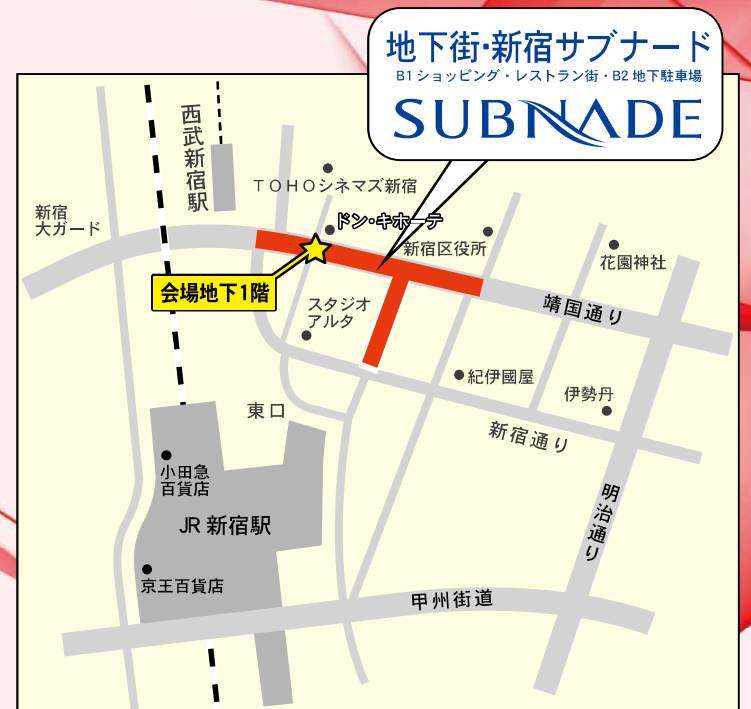 地下街・新宿サブナード
B1 ショッピング・レストラン街・B2 地下駐車場
SUBNADE
西武新宿駅
TOHOシネマズ新宿
新宿
大ガード
ドン・キホーテ
新宿区役所
花園神社
会場地下1階
スタジオ
アルタ
靖国通り
紀伊國屋
伊勢丹
東口
新宿通り
小田急
百貨店
明治通り
JR 新宿駅
京王百貨店
甲州街道